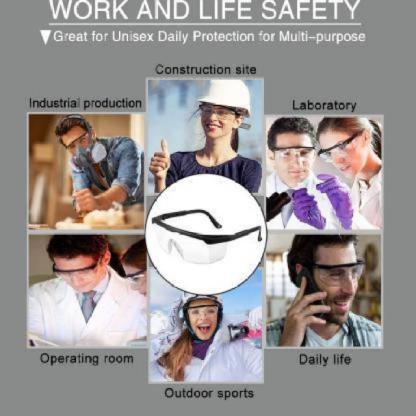 WORK AND LIFE SAFETY
▼Great for Unisex Daily Protection for Multi-purpose
Construction site
Industrial production
Laboratory
Operating room
Daily life
Outdoor sports